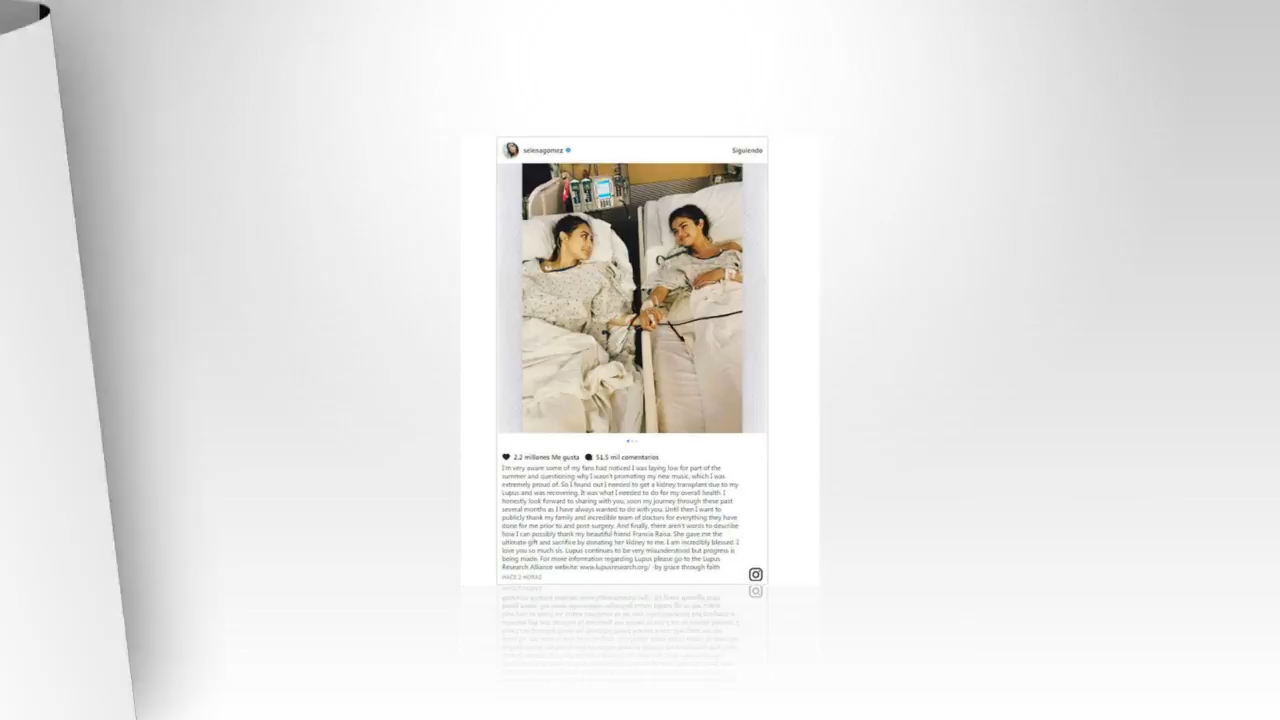 selenagomez
Siguiendo
2.2 millones Me gusta 51.5 mil comentarios
I'm very aware some of my fans had noticed I was laying low for part of the
summer and questioning why I wasn't promoting my new music, which I was
extremely proud of. So I found out I needed to get a kidney transplant due to my
Lupus and was recovering. It was what I needed to do for my overall health. I
honestly look forward to sharing with you, soon my journey through these past
several months as I have always wanted to do with you. Until then I want to
publicly thank my family and incredible team of doctors for everything they have
done for me prior to and post-surgery. And finally, there aren't words to describe
how I can possibly thank my beautiful friend Francia Raisa. She gave me the
ultimate gift and sacrifice by donating her kidney to me. I am incredibly blessed. I
love you so much sis. Lupus continues to be very misunderstood but progress is
being made. For more information regarding Lupus please go to the Lupus
Research Alliance website: www.lupusresearch.org/ -by grace through faith
HACE 2 HORAS